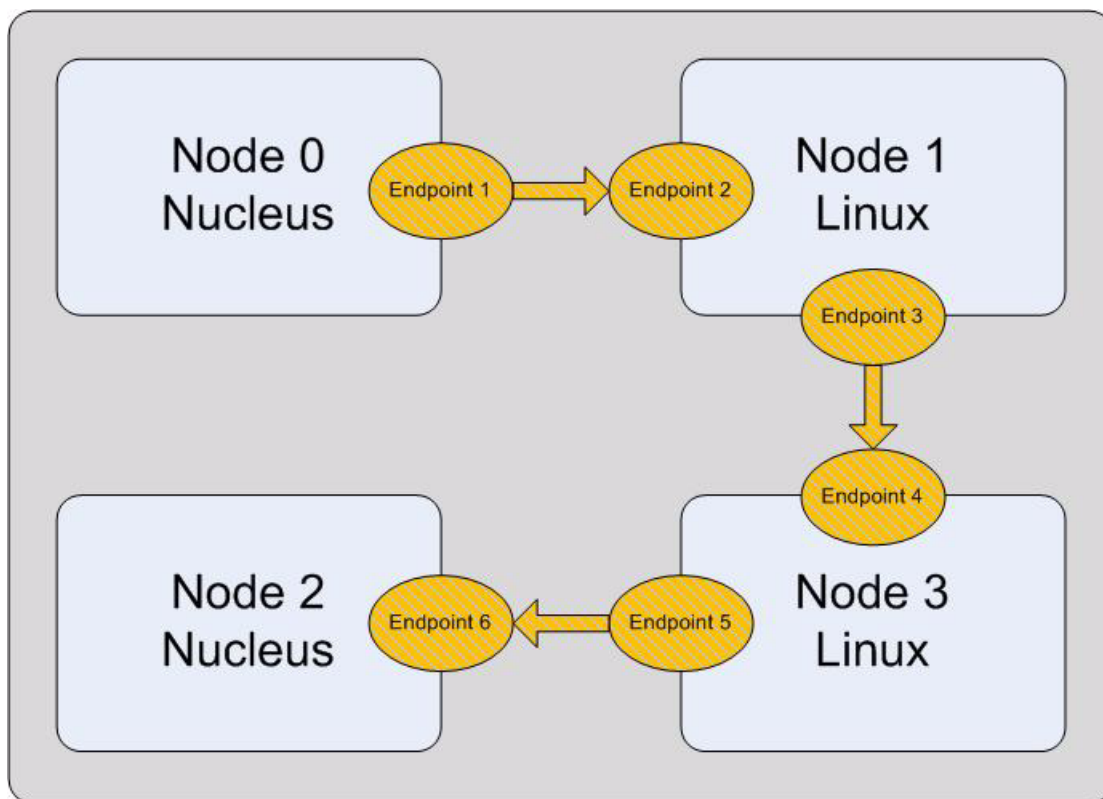 Node 0
Nucleus
Endpoint 1
Endpoint 2
Node 1
Linux
Endpoint 3
Endpoint 4
Node 2
Nucleus
Endpoint 6
Endpoint 5
Node 3
Linux